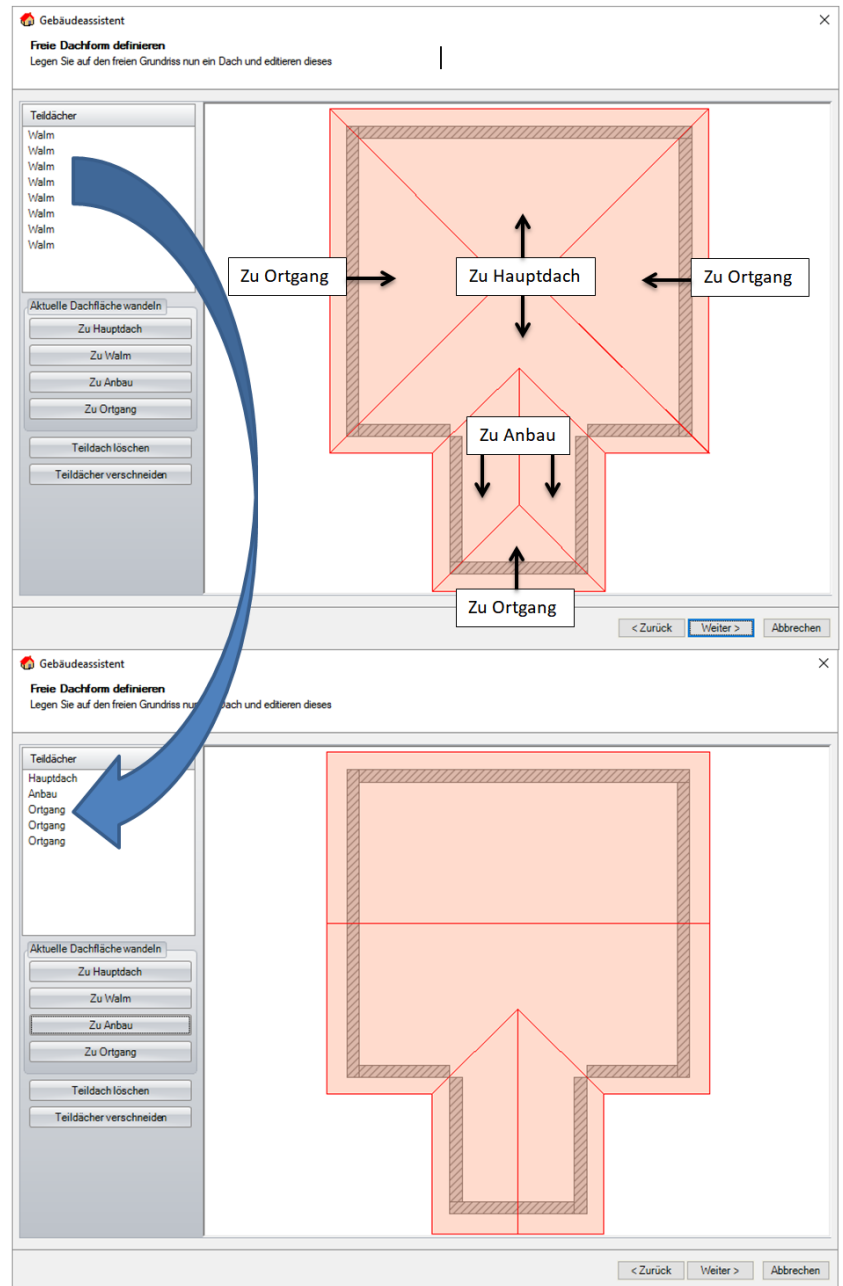 Gebäudeassistent
Freie Dachform definieren
Legen Sie auf den freien Grundriss nun ein Dach und editieren dieses
Teildächer
Walm
Walm
Walm
Walm
Walm
Walm
Walm
Walm
Aktuelle Dachfläche wandeln
Zu Hauptdach
Zu Walm
Zu Anbau
Zu Ortgang
Teildach löschen
Teildächer verschneiden
Zu Ortgang
Zu Hauptdach
Zu Ortgang
Zu Anbau
Zu Ortgang
< Zurück
Weiter >
Abbrechen
Gebäudeassistent
Freie Dachform definieren
Legen Sie auf den freien Grundriss nun Dach und editieren dieses
Teildächer
Hauptdach
Anbau
Ortgang
Ortgang
Ortgang
Aktuelle Dachfläche wandeln
Zu Hauptdach
Zu Walm
Zu Anbau
Zu Ortgang
Teildach löschen
Teildächer verschneiden
< Zurück
Weiter >
Abbrechen